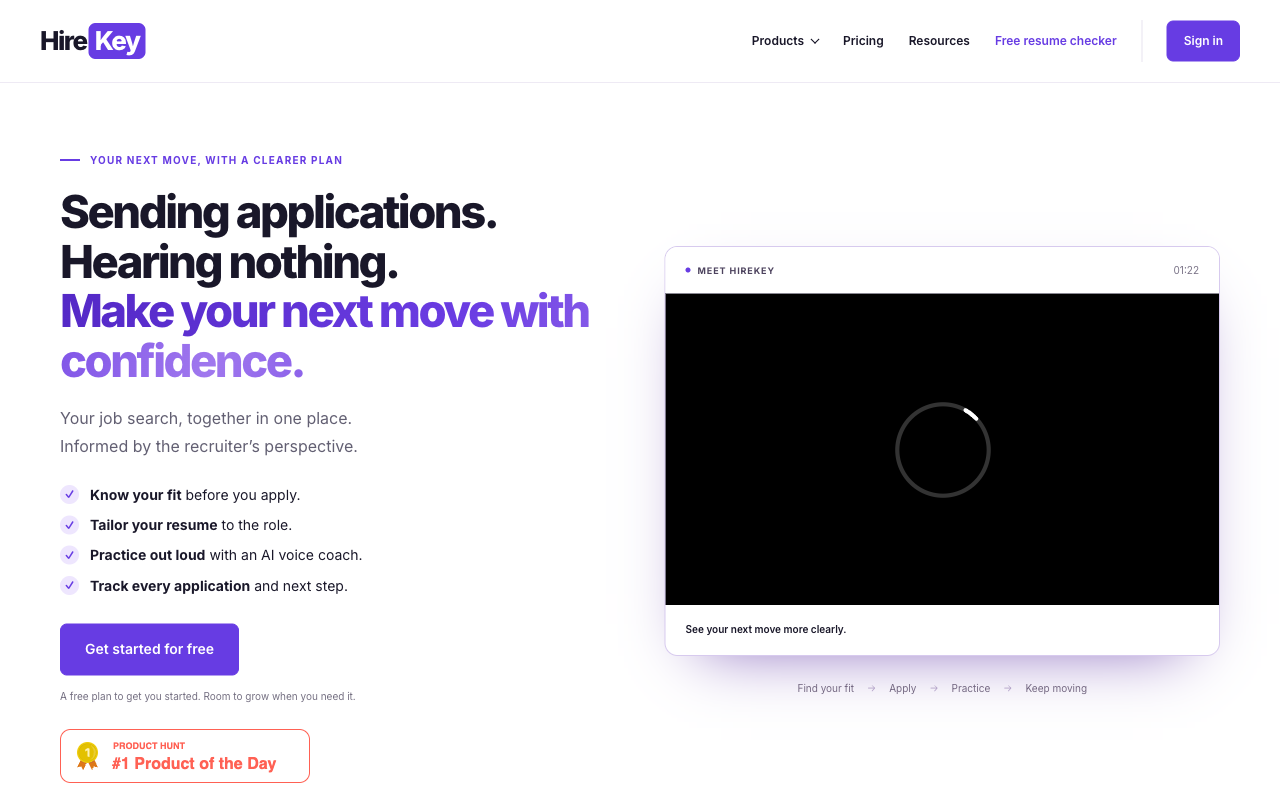 Hire Key
Products
Pricing
Resources
Free resume checker
Sign in
YOUR NEXT MOVE, WITH A CLEARER PLAN
Sending applications.
Hearing nothing.
Make your next move with
confidence.
Your job search, together in one place.
Informed by the recruiter’s perspective.
Know your fit before you apply.
Tailor your resume to the role.
Practice out loud with an AI voice coach.
Track every application and next step.
Get started for free
A free plan to get you started. Room to grow when you need it.
1
PRODUCT HUNT
#1 Product of the Day
MEET HIREKEY
01:22
See your next move more clearly.
Find your fit → Apply → Practice → Keep moving